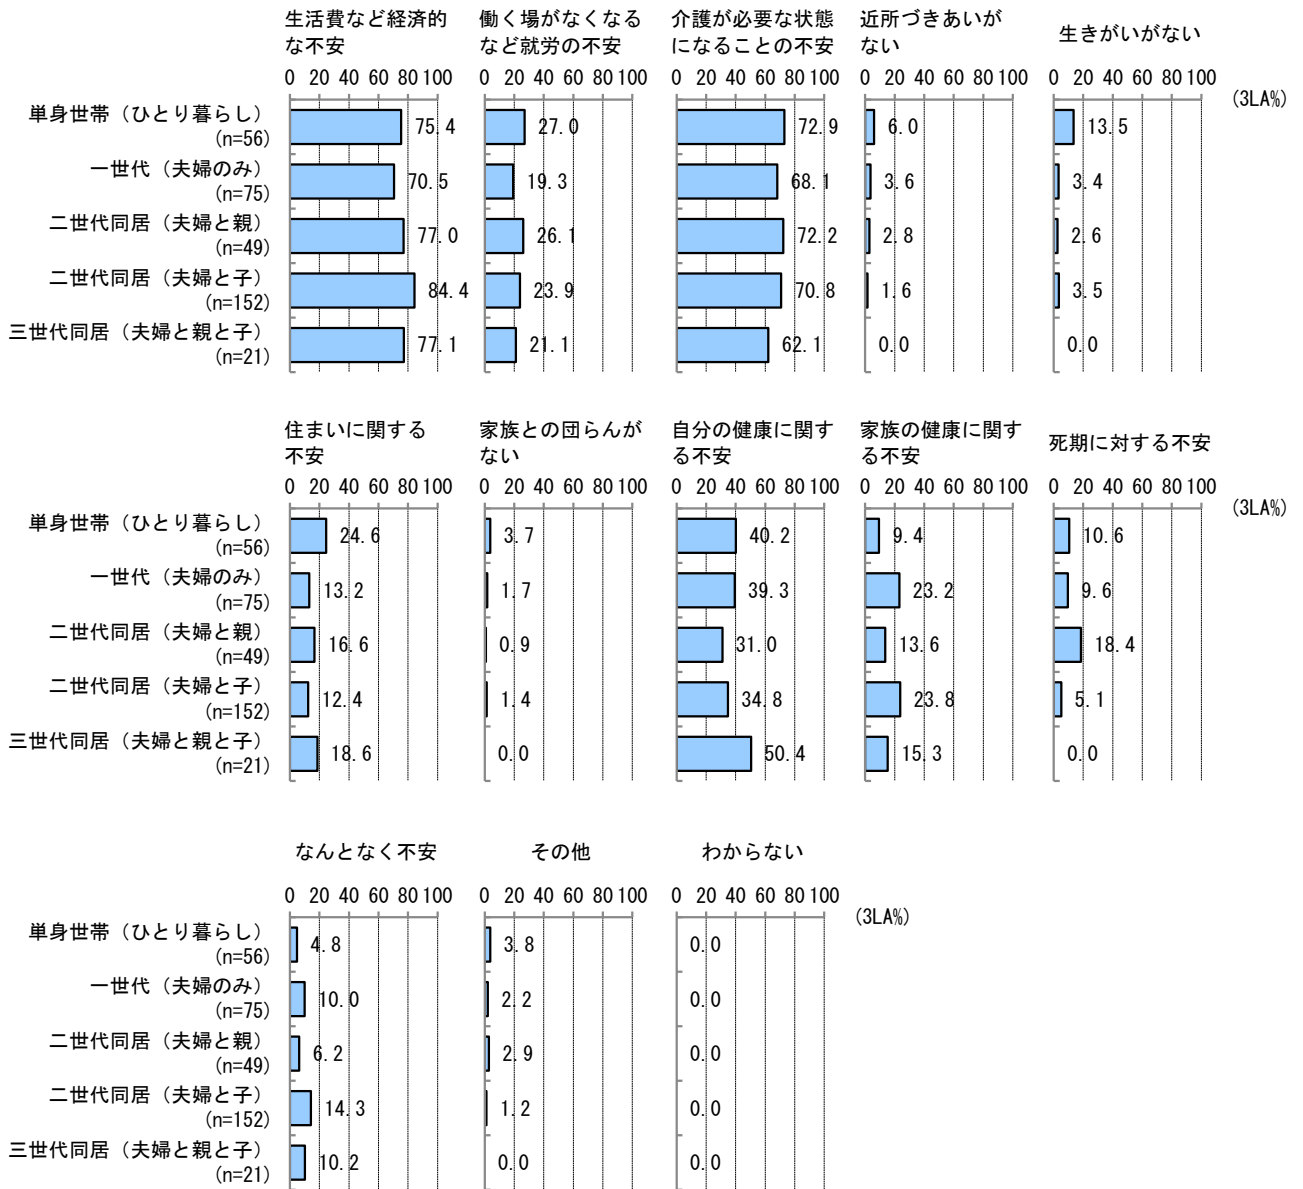 生活費など経済的
な不安
働く場がなくなる
など就労の不安
介護が必要な状態
になることの不安
近所づきあいが
ない
生きがいがない
0 20 40 60 80 100
0 20 40 60 80 100
0 20 40 60 80 100
0 20 40 60 80 100
0 20 40 60 80 100
(3LA%)
単身世帯（ひとり暮らし）
(n=56)
75.4
27.0
72.9
6.0
13.5
一世代（夫婦のみ）
(n=75)
70.5
19.3
68.1
3.6
3.4
二世代同居（夫婦と親）
(n=49)
77.0
26.1
72.2
2.8
2.6
二世代同居（夫婦と子）
(n=152)
84.4
23.9
70.8
1.6
3.5
三世代同居（夫婦と親と子）
(n=21)
77.1
21.1
62.1
0.0
0.0
住まいに関する
不安
家族との団らんが
ない
自分の健康に関す
る不安
家族の健康に関す
る不安
死期に対する不安
0 20 40 60 80 100
0 20 40 60 80 100
0 20 40 60 80 100
0 20 40 60 80 100
0 20 40 60 80 100
(3LA%)
単身世帯（ひとり暮らし）
(n=56)
24.6
3.7
40.2
9.4
10.6
一世代（夫婦のみ）
(n=75)
13.2
1.7
39.3
23.2
9.6
二世代同居（夫婦と親）
(n=49)
16.6
0.9
31.0
13.6
18.4
二世代同居（夫婦と子）
(n=152)
12.4
1.4
34.8
23.8
5.1
三世代同居（夫婦と親と子）
(n=21)
18.6
0.0
50.4
15.3
0.0
なんとなく不安
その他
わからない
0 20 40 60 80 100
0 20 40 60 80 100
0 20 40 60 80 100
(3LA%)
単身世帯（ひとり暮らし）
(n=56)
4.8
3.8
0.0
一世代（夫婦のみ）
(n=75)
10.0
2.2
0.0
二世代同居（夫婦と親）
(n=49)
6.2
2.9
0.0
二世代同居（夫婦と子）
(n=152)
14.3
1.2
0.0
三世代同居（夫婦と親と子）
(n=21)
10.2
0.0
0.0